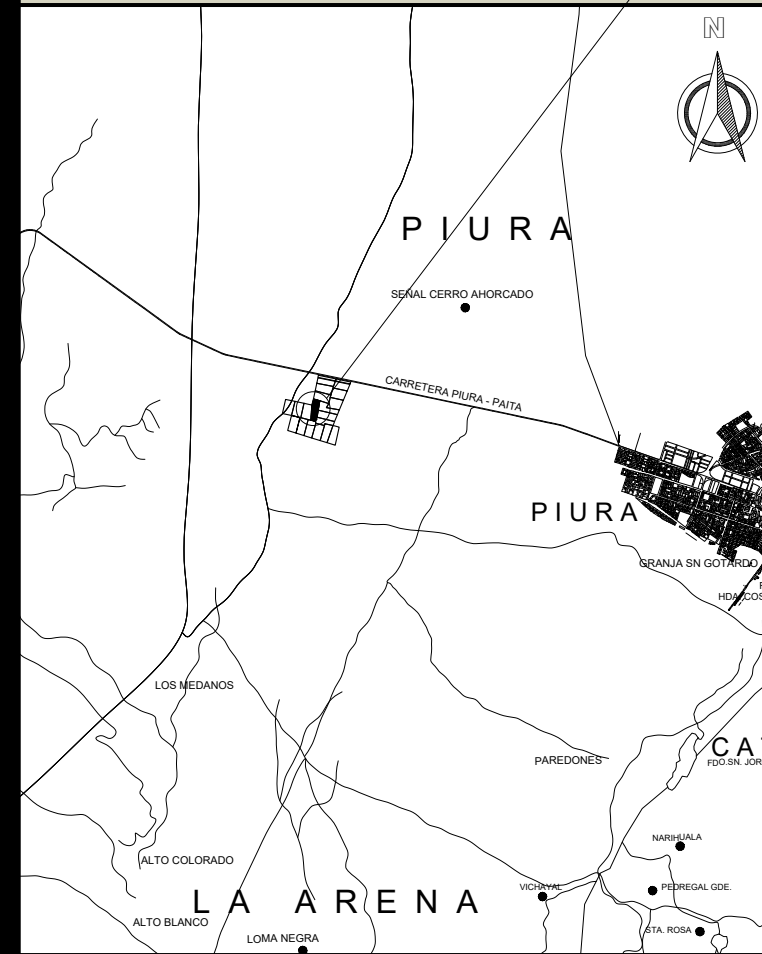 N
PIURA
SEÑAL CERRO AHORCADO
CARRETERA PIURA - PAITA
PIURA
GRANJA SN GOTARDO
LOS MEDANOS
PAREDONES
NARIHUALA
ALTO COLORADO
VICHAYAL
PEDREGAL GDE.
LA ARENA
ALTO BLANCO
STA. ROSA
LOMA NEGRA